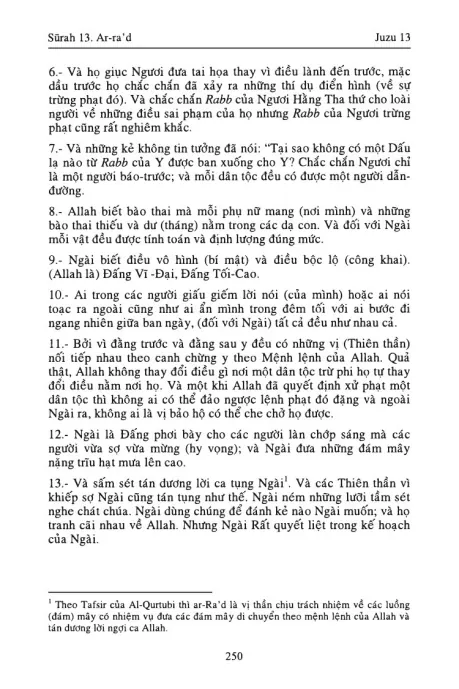 Sūrah 13. Ar-ra’d Juzu 13
6.- Và họ giục Ngươi đưa tai họa thay vì điều lành đến trước, mặc
dầu trước họ chắc chắn đã xảy ra những thí dụ điển hình (về sự
trừng phạt đó). Và chắc chắn Rabb của Ngươi Hằng Tha thứ cho loài
người về những điều sai phạm của họ nhưng Rabb của Ngươi trừng
phạt cũng rất nghiêm khắc.
7.- Và những kẻ không tin tưởng đã nói: “Tại sao không có một Dấu
lạ nào từ Rabb của Y được ban xuống cho Y? Chắc chắn Ngươi chỉ
là một người báo-trước; và mỗi dân tộc đều có được một người dẫn-
đường.
8.- Allah biết bào thai mà mỗi phụ nữ mang (nơi mình) và những
bào thai thiếu và dư (tháng) nằm trong các dạ con. Và đối với Ngài
mỗi vật đều được tính toán và định lượng đúng mức.
9.- Ngài biết điều vô hình (bí mật) và điều bộc lộ (công khai).
(Allah là) Đấng Vĩ -Đại, Đấng Tối-Cao.
10.- Ai trong các người giấu giếm lời nói (của mình) hoặc ai nói
toạc ra ngoài cũng như ai ẩn mình trong đêm tối với ai bước đi
ngang nhiên giữa ban ngày, (đối với Ngài) tất cả đều như nhau cả.
11.- Bởi vì đằng trước và đằng sau y đều có những vị (Thiên thần)
nối tiếp nhau theo canh chừng y theo Mệnh lệnh của Allah. Quả
thật, Allah không thay đổi điều gì nơi một dân tộc trừ phi họ tự thay
đổi điều nằm nơi họ. Và một khi Allah đã quyết định xử phạt một
dân tộc thì không ai có thể đảo ngược lệnh phạt đó đặng và ngoài
Ngài ra, không ai là vị bảo hộ có thể che chở họ được.
12.- Ngài là Đấng phơi bày cho các người làn chớp sáng mà các
người vừa sợ vừa mừng (hy vọng); và Ngài đưa những đám mây
nặng trĩu hạt mưa lên cao.
13.- Và sấm sét tán dương lời ca tụng Ngài¹. Và các Thiên thần vì
khiếp sợ Ngài cũng tán tụng như thế. Ngài ném những lưỡi tầm sét
nghe chát chúa. Ngài dùng chúng để đánh kẻ nào Ngài muốn; và họ
tranh cãi nhau về Allah. Nhưng Ngài Rất quyết liệt trong kế hoạch
của Ngài.
¹ Theo Tafsir của Al-Qurtubi thì ar-Ra’d là vị thần chịu trách nhiệm về các luồng
(đám) mây có nhiệm vụ đưa các đám mây di chuyển theo mệnh lệnh của Allah và
tán dương lời ngợi ca Allah.
250